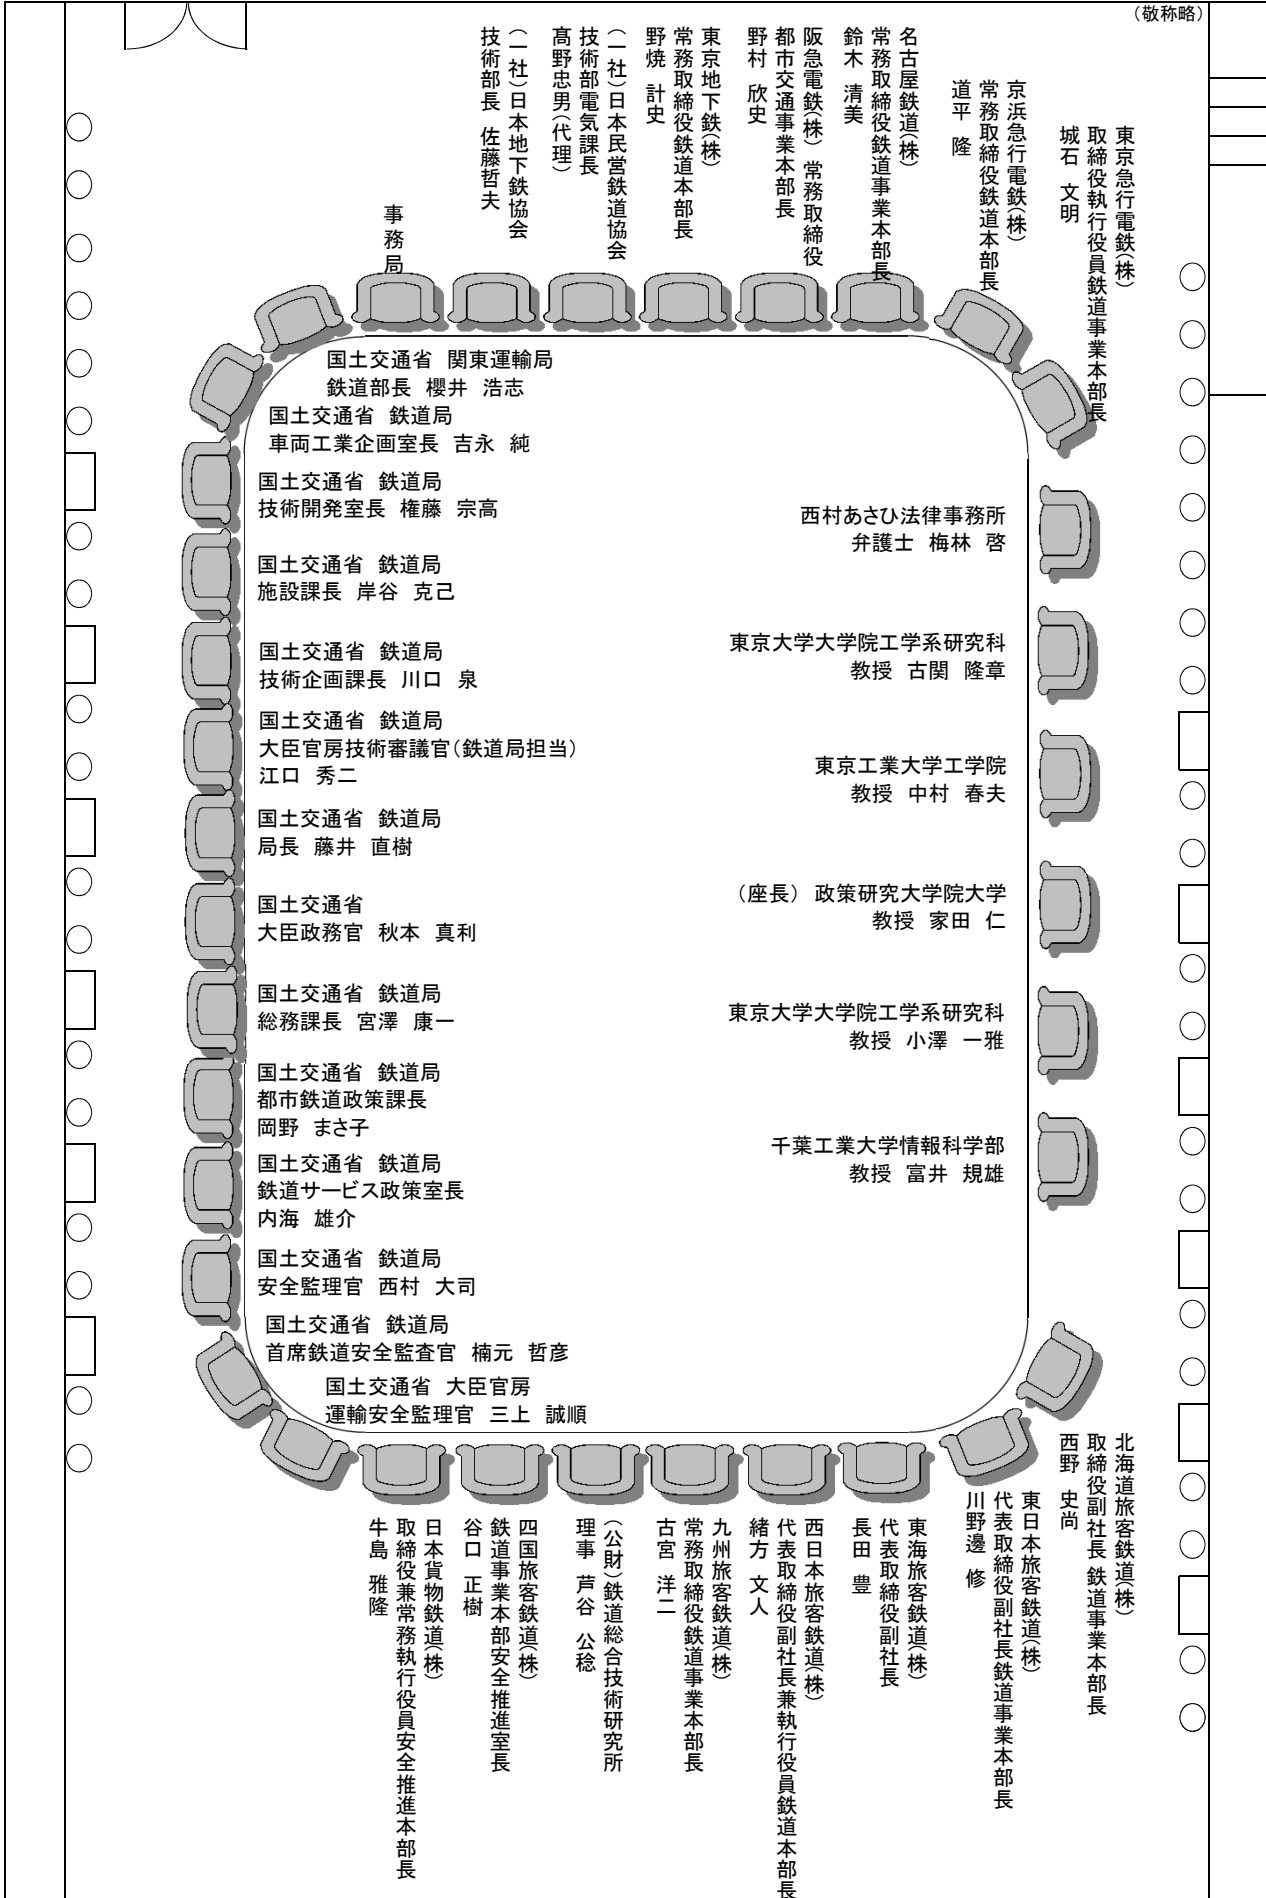 (敬称略)
東京急行電鉄(株)
取締役執行役員鉄道事業本部長
城石 文明
京浜急行電鉄(株)
常務取締役鉄道本部長
道平 隆
名古屋鉄道(株)
常務取締役鉄道事業本部長
鈴木 清美
阪急電鉄(株) 常務取締役
都市交通事業本部長
野村 欣史
東京地下鉄(株)
常務取締役鉄道本部長
野焼 計史
(一社)日本民営鉄道協会
技術部電気課長
髙野忠男(代理)
(一社)日本地下鉄協会
技術部長 佐藤哲夫
事務局
国土交通省 関東運輸局
鉄道部長 櫻井 浩志
国土交通省 鉄道局
車両工業企画室長 吉永 純
国土交通省 鉄道局
技術開発室長 権藤 宗高
国土交通省 鉄道局
施設課長 岸谷 克己
国土交通省 鉄道局
技術企画課長 川口 泉
国土交通省 鉄道局
大臣官房技術審議官(鉄道局担当)
江口 秀二
国土交通省 鉄道局
局長 藤井 直樹
国土交通省
大臣政務官 秋本 真利
国土交通省 鉄道局
総務課長 宮澤 康一
国土交通省 鉄道局
都市鉄道政策課長
岡野 まさ子
国土交通省 鉄道局
鉄道サービス政策室長
内海 雄介
国土交通省 鉄道局
安全監理官 西村 大司
国土交通省 鉄道局
首席鉄道安全監査官 楠元 哲彦
国土交通省 大臣官房
運輸安全監理官 三上 誠順
西村あさひ法律事務所
弁護士 梅林 啓
東京大学大学院工学系研究科
教授 古関 隆章
東京工業大学工学院
教授 中村 春夫
(座長) 政策研究大学院大学
教授 家田 仁
東京大学大学院工学系研究科
教授 小澤 一雅
千葉工業大学情報科学部
教授 富井 規雄
北海道旅客鉄道(株)
取締役副社長 鉄道事業本部長
西野 史尚
東日本旅客鉄道(株)
代表取締役副社長鉄道事業本部長
川野邊 修
東海旅客鉄道(株)
代表取締役副社長
長田 豊
西日本旅客鉄道(株)
代表取締役副社長兼執行役員鉄道本部長
緒方 文人
九州旅客鉄道(株)
常務取締役鉄道事業本部長
古宮 洋二
(公財)鉄道総合技術研究所
理事 芦谷 公稔
四国旅客鉄道(株)
鉄道事業本部安全推進室長
谷口 正樹
日本貨物鉄道(株)
取締役兼常務執行役員安全推進本部長
牛島 雅隆